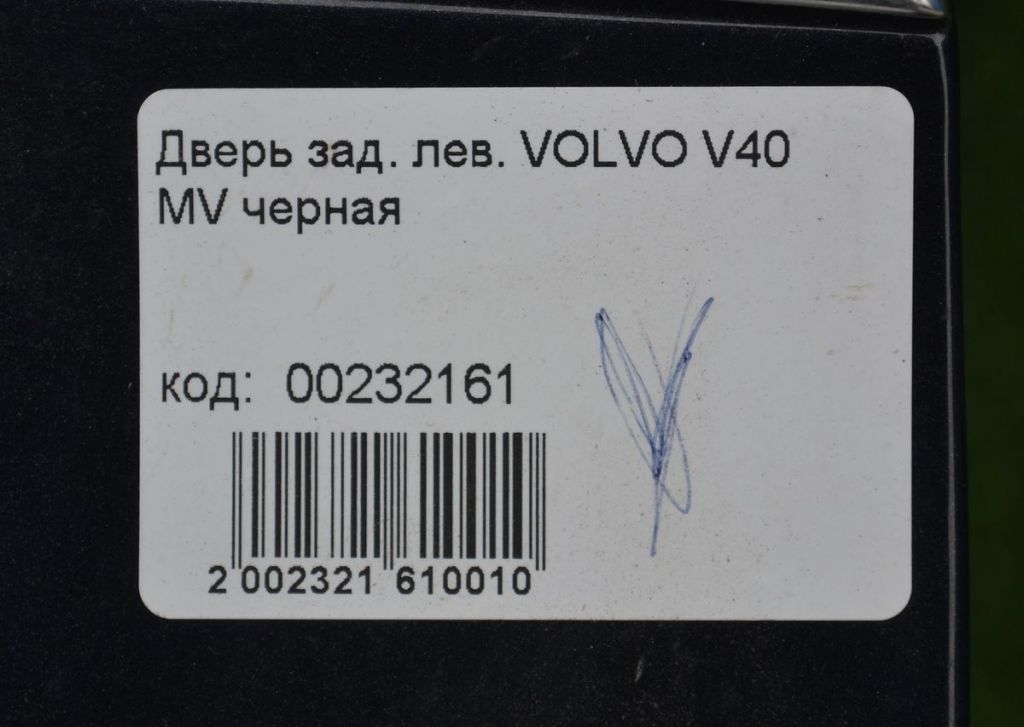 Дверь зад. лев. VOLVO V40
MV черная
код: 00232161
2 002321 610010